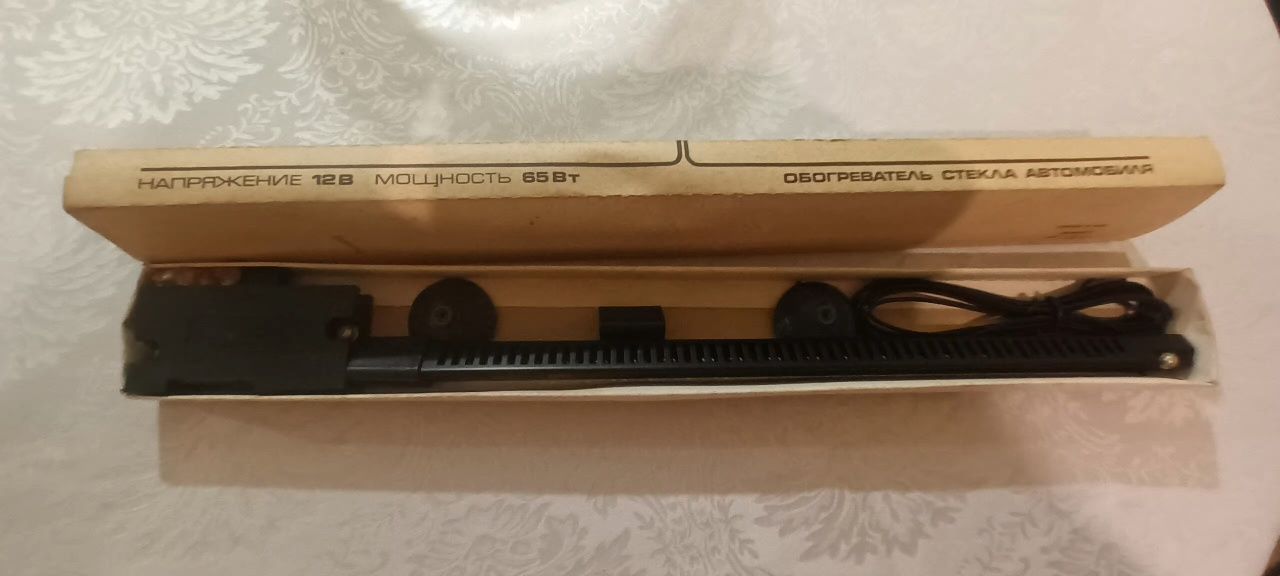 НАПРЯЖЕНИЕ 12В МОЩНОСТЬ 65Вт
ОБОГРЕВАТЕЛЬ СТЕКЛА АВТОМОБИЛЯ